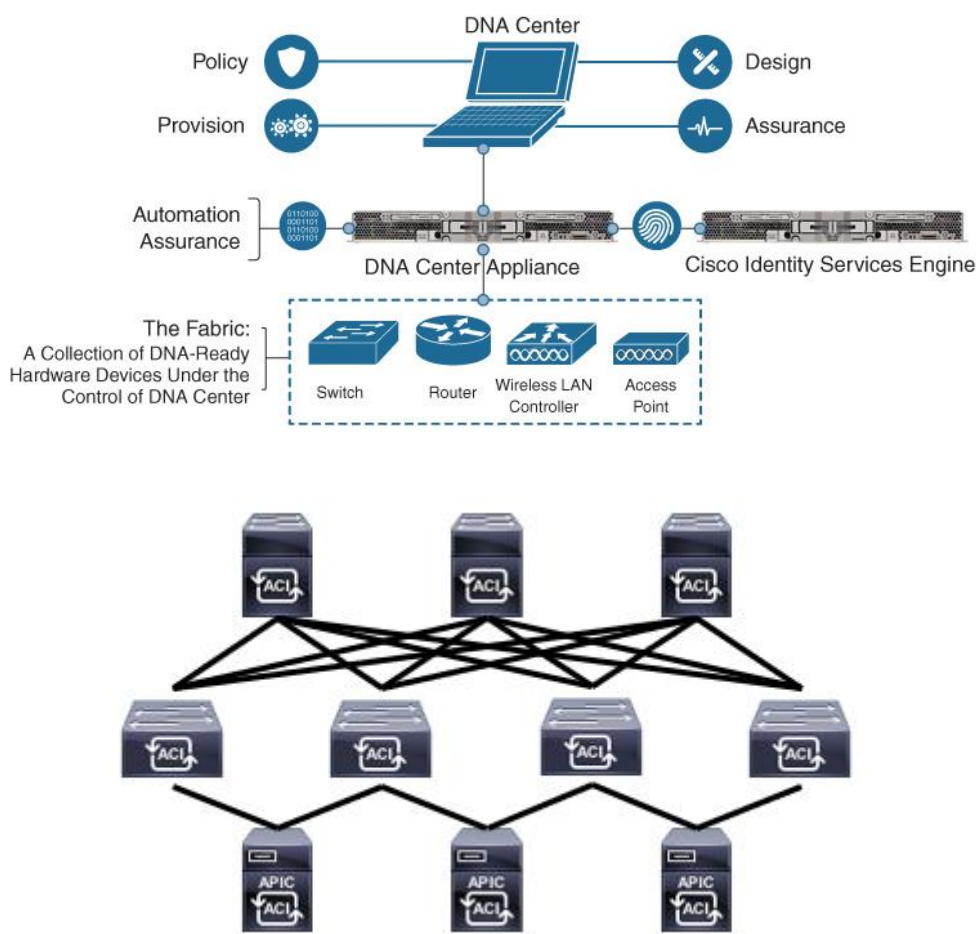 DNA Center
Policy
Design
Provision
Assurance
Automation
Assurance
0110100
0001101
0110100
0001101
DNA Center Appliance
Cisco Identity Services Engine
The Fabric:
A Collection of DNA-Ready
Hardware Devices Under the
Control of DNA Center
Switch
Router
Wireless LAN
Controller
Access
Point
ACI
ACI
ACI
ACI
ACI
ACI
ACI
APIC
ACI
APIC
ACI
APIC
ACI